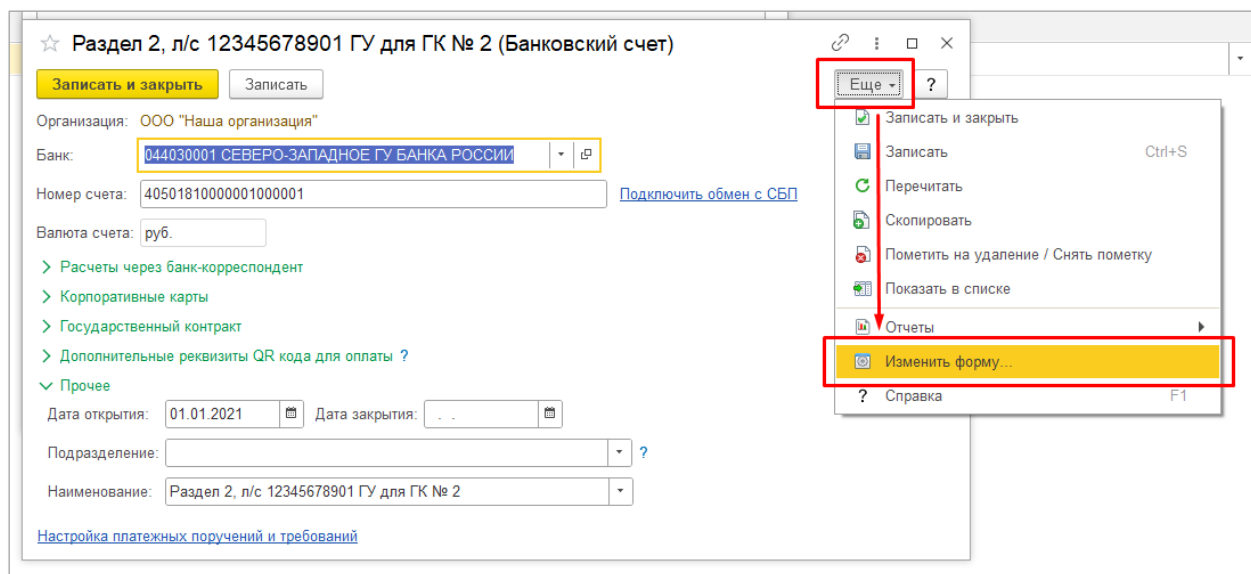 Раздел 2, л/с 12345678901 ГУ для ГК № 2 (Банковский счет)
Записать и закрыть Записать Еще ?
Организация: ООО "Наша организация"
Банк: 044030001 СЕВЕРО-ЗАПАДНОЕ ГУ БАНКА РОССИИ
Номер счета: 40501810000001000001 Подключить обмен с СБП
Валюта счета: руб.
Расчеты через банк-корреспондент
Корпоративные карты
Государственный контракт
Дополнительные реквизиты QR кода для оплаты ?
Прочее
Дата открытия: 01.01.2021 Дата закрытия: . .
Подразделение: ?
Наименование: Раздел 2, л/с 12345678901 ГУ для ГК № 2
Настройка платежных поручений и требований
Записать и закрыть
Записать Ctrl+S
Перечитать
Скопировать
Пометить на удаление / Снять пометку
Показать в списке
Отчеты
Изменить форму...
? Справка F1